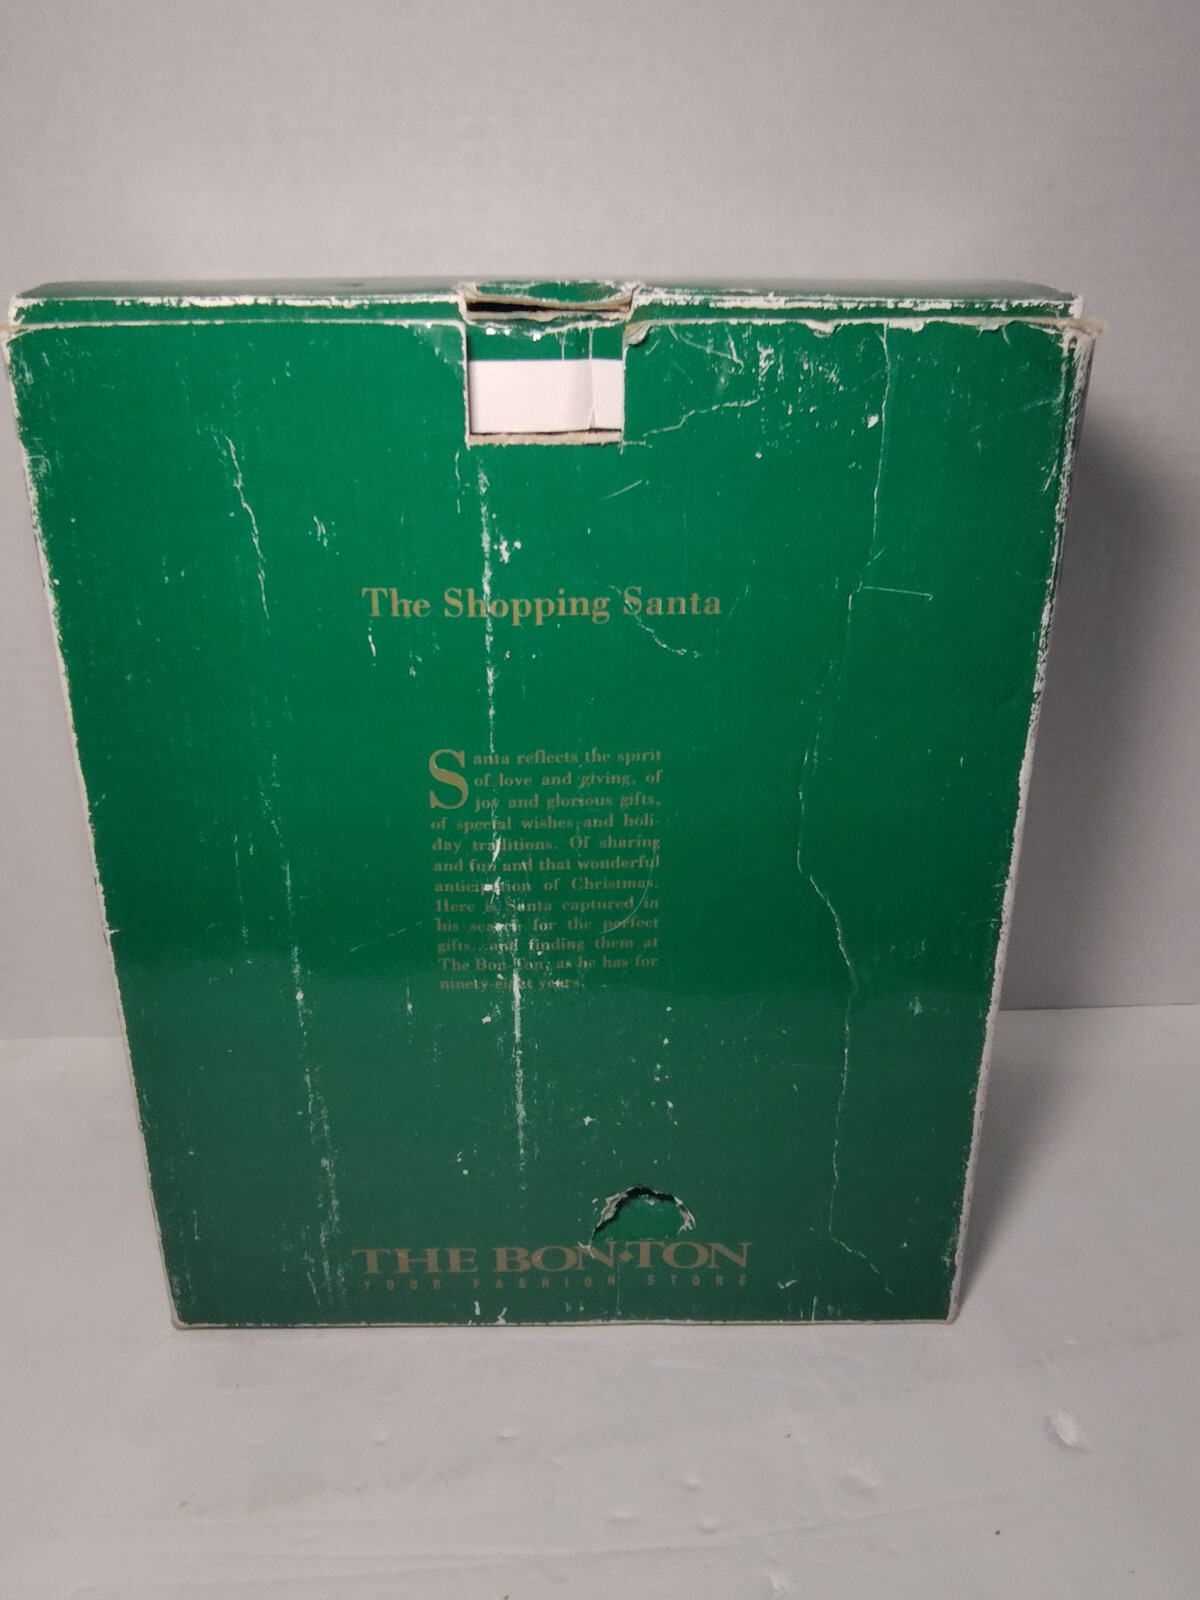 The Shopping Santa
Santa reflects the spirit
of love and giving, of
joy and glorious gifts,
of special wishes and holi-
day traditions. Of sharing
and fun and that wonderful
anticipation of Christmas.
Here is Santa captured in
his search for the perfect
gifts...and finding them at
The Bon-Ton, as he has for
ninety-eight years.
THE BON•TON
YOUR FASHION STORE